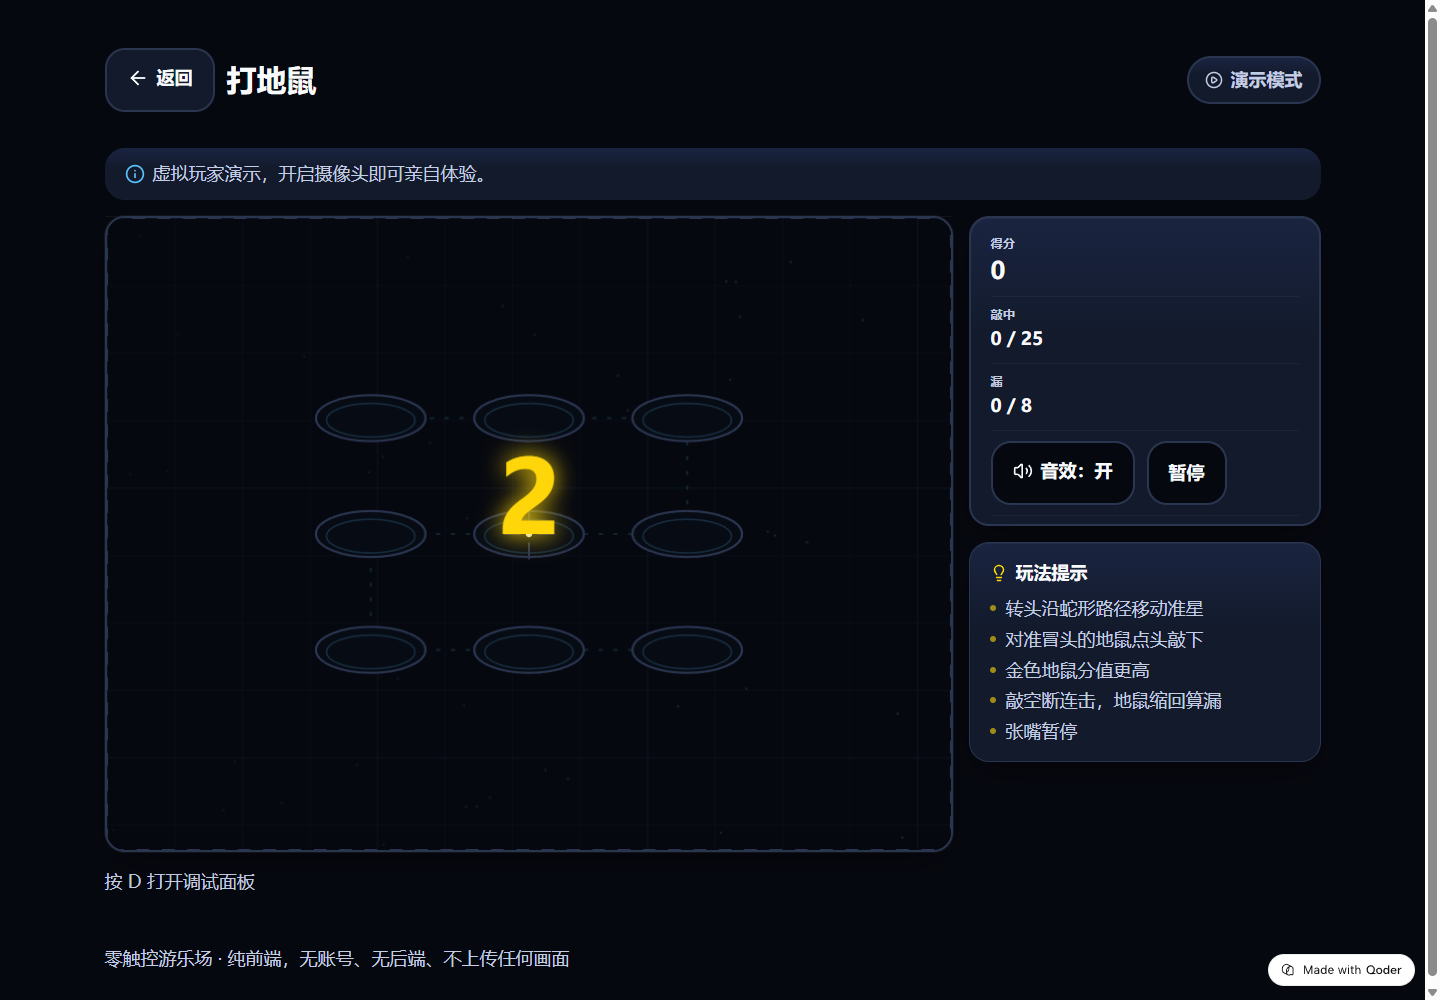 返回
打地鼠
演示模式
虚拟玩家演示，开启摄像头即可亲自体验。
得分
0
敲中
0 / 25
漏
0 / 8
音效：开
暂停
2
玩法提示
转头沿蛇形路径移动准星
对准冒头的地鼠点头敲下
金色地鼠分值更高
敲空断连击，地鼠缩回算漏
张嘴暂停
按 D 打开调试面板
零触控游乐场 · 纯前端，无账号、无后端、不上传任何画面
Made with Qoder